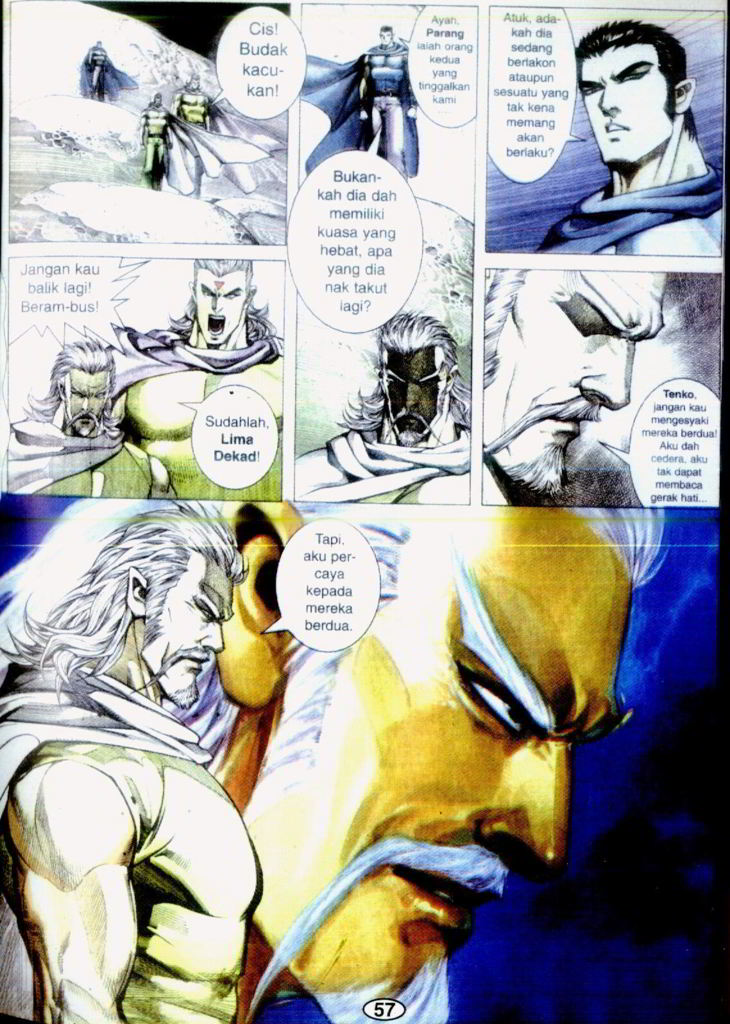 Cis!
Budak
kacu-
kan!
Ayah,
Parang
ialah orang
kedua
yang
tinggalkan
kami ....
Atuk, ada-
kah dia
sedang
berlakon
ataupun
sesuatu yang
tak kena
memang
akan
berlaku?
Jangan kau
balik lagi!
Beram-bus!
Sudahlah,
Lima
Dekad!
Bukan-
kah dia dah
memiliki
kuasa yang
hebat, apa
yang dia
nak takut
lagi?
Tenko,
jangan kau
mengesyaki
mereka berdua!
Aku dah
cedera, aku
tak dapat
membaca
gerak hati...
Tapi,
aku per-
caya
kepada
mereka
berdua.
57